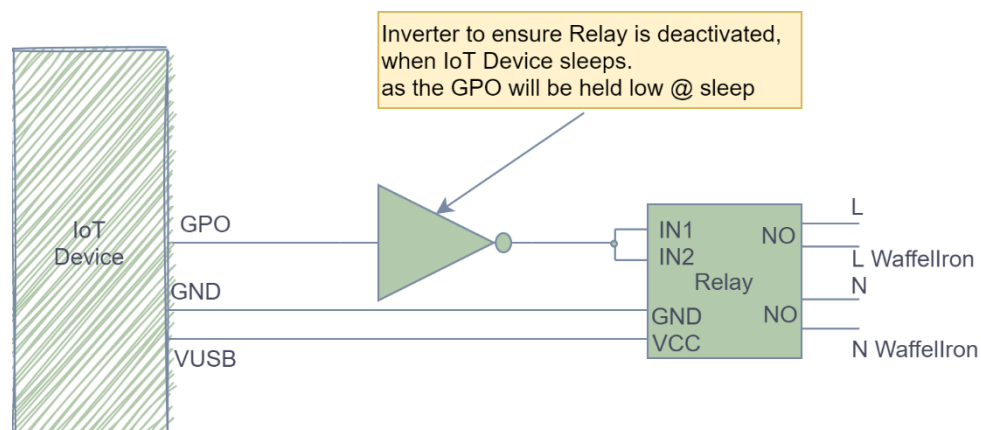 Inverter to ensure Relay is deactivated,
when IoT Device sleeps.
as the GPO will be held low @ sleep
IoT
Device
GPO
GND
VUSB
IN1
IN2
Relay
GND
VCC
NO
NO
L
L WaffelIron
N
N WaffelIron